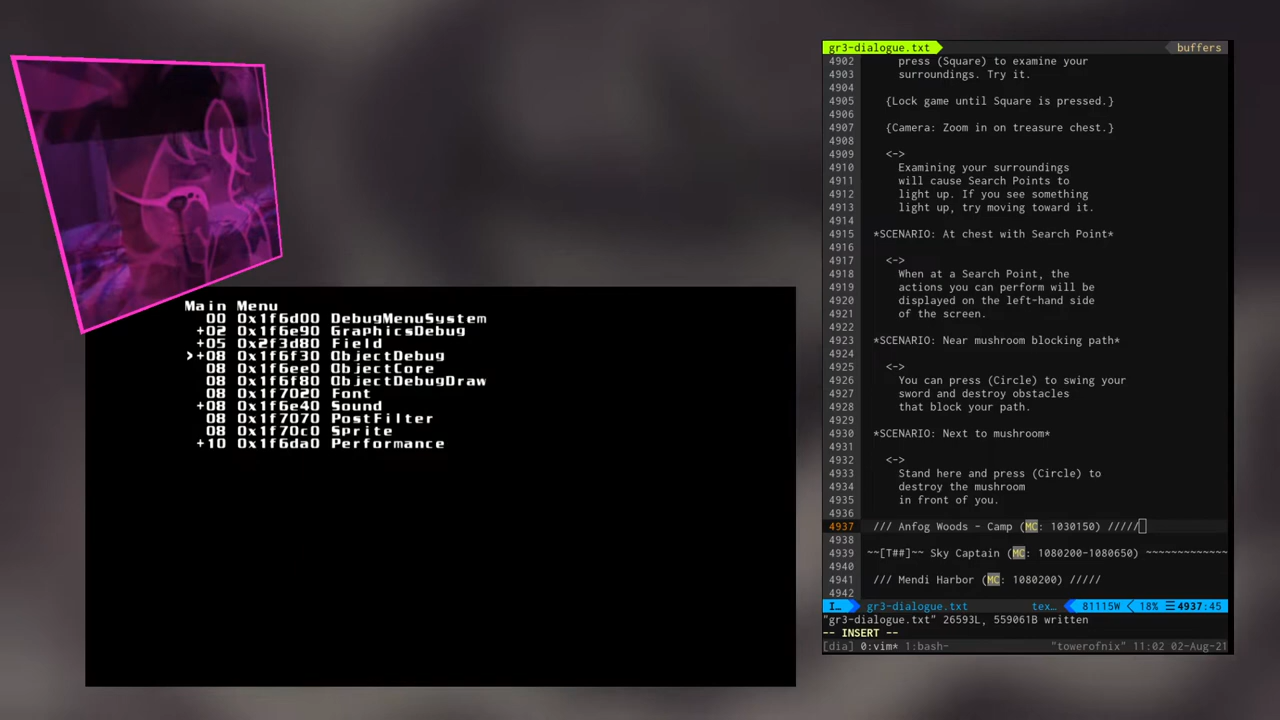 Main Menu
00 0x1f6d00 DebugMenuSystem
+02 0x1f6e90 GraphicsDebug
+05 0x2f3d80 Field
>+08 0x1f6f30 ObjectDebug
08 0x1f6ee0 ObjectCore
08 0x1f6f80 ObjectDebugDraw
08 0x1f7020 Font
+08 0x1f6e40 Sound
08 0x1f7070 PostFilter
08 0x1f70c0 Sprite
+10 0x1f6da0 Performance
gr3-dialogue.txt buffers
4902 press (Square) to examine your
4903 surroundings. Try it.
4904
4905 {Lock game until Square is pressed.}
4906
4907 {Camera: Zoom in on treasure chest.}
4908
4909 <->
4910 Examining your surroundings
4911 will cause Search Points to
4912 light up. If you see something
4913 light up, try moving toward it.
4914
4915 *SCENARIO: At chest with Search Point*
4916
4917 <->
4918 When at a Search Point, the
4919 actions you can perform will be
4920 displayed on the left-hand side
4921 of the screen.
4922
4923 *SCENARIO: Near mushroom blocking path*
4924
4925 <->
4926 You can press (Circle) to swing your
4927 sword and destroy obstacles
4928 that block your path.
4929
4930 *SCENARIO: Next to mushroom*
4931
4932 <->
4933 Stand here and press (Circle) to
4934 destroy the mushroom
4935 in front of you.
4936
4937 /// Anfog Woods - Camp (MC: 1030150) /////
4938
4939 ~~[T##]~~ Sky Captain (MC: 1080200-1080650) ~~~~~~~~~~~~~
4940
4941 /// Mendi Harbor (MC: 1080200) /////
4942
I… gr3-dialogue.txt tex… 81115W 18% ☰4937:45
"gr3-dialogue.txt" 26593L, 559061B written
-- INSERT --
[dia] 0:vim* 1:bash- "towerofnix" 11:02 02-Aug-21